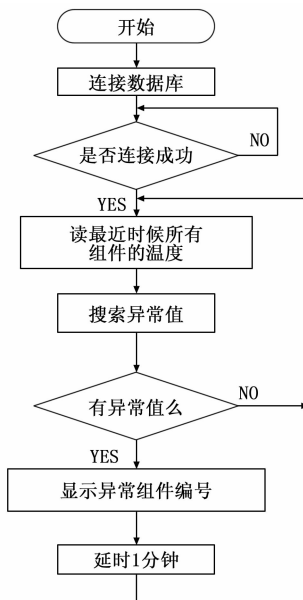 开始
连接数据库
是否连接成功
NO
YES
读最近时候所有
组件的温度
搜索异常值
有异常值么
NO
YES
显示异常组件编号
延时1分钟